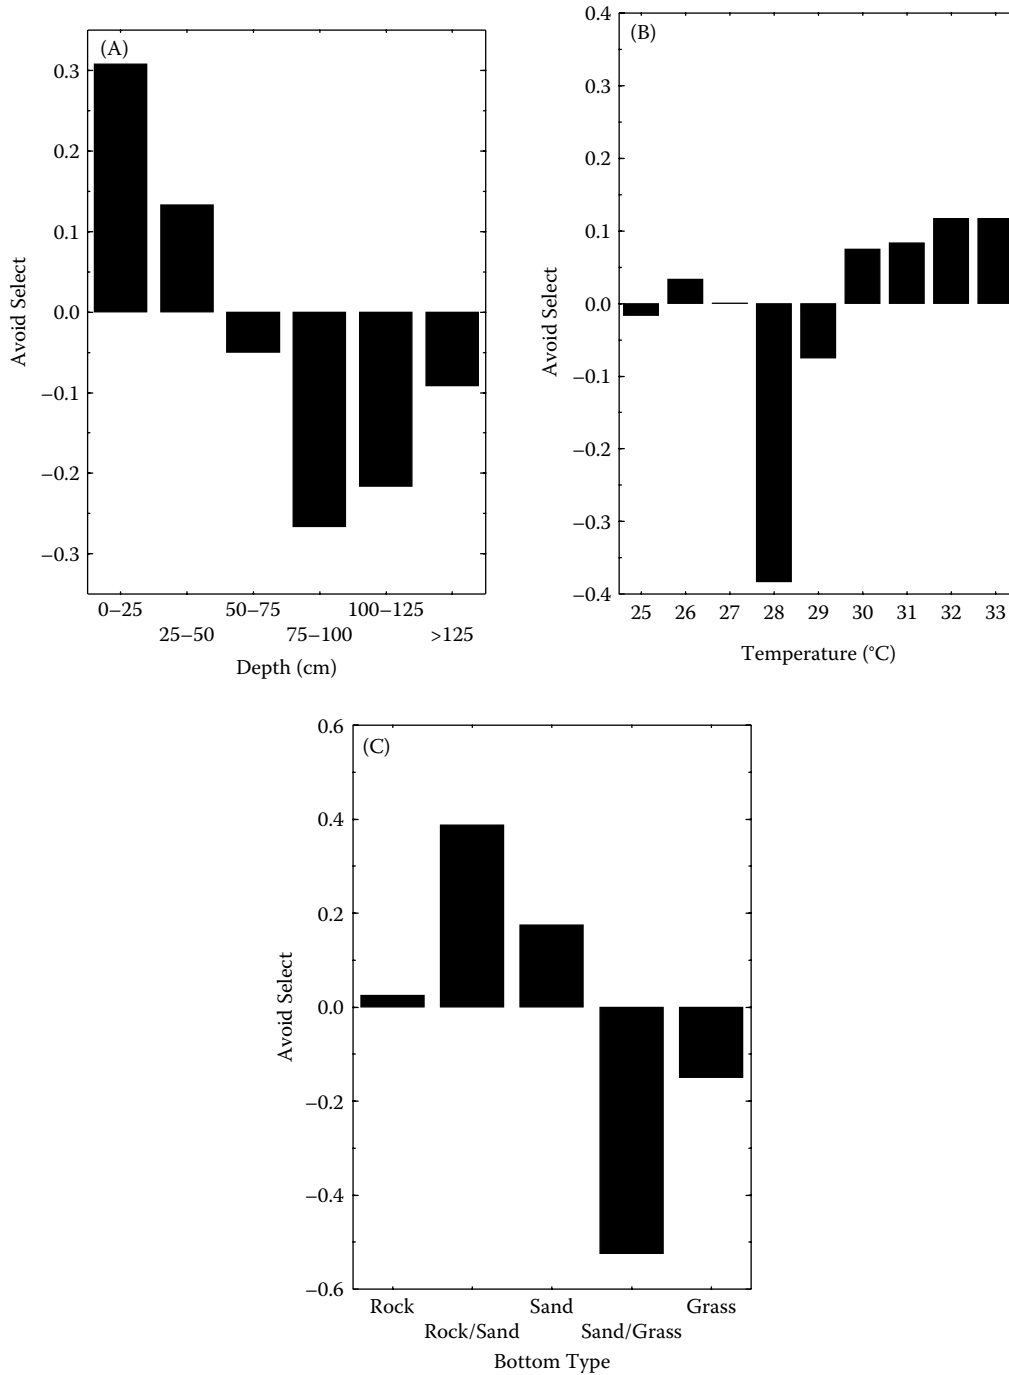 (A)
0.3
0.2
0.1
0.0
−0.1
−0.2
−0.3
Avoid Select
0–25
50–75
100–125
25–50
75–100
>125
Depth (cm)
(B)
0.4
0.3
0.2
0.1
0.0
−0.1
−0.2
−0.3
−0.4
Avoid Select
25 26 27 28 29 30 31 32 33
Temperature (°C)
(C)
0.6
0.4
0.2
0.0
−0.2
−0.4
−0.6
Avoid Select
Rock
Sand
Grass
Rock/Sand
Sand/Grass
Bottom Type